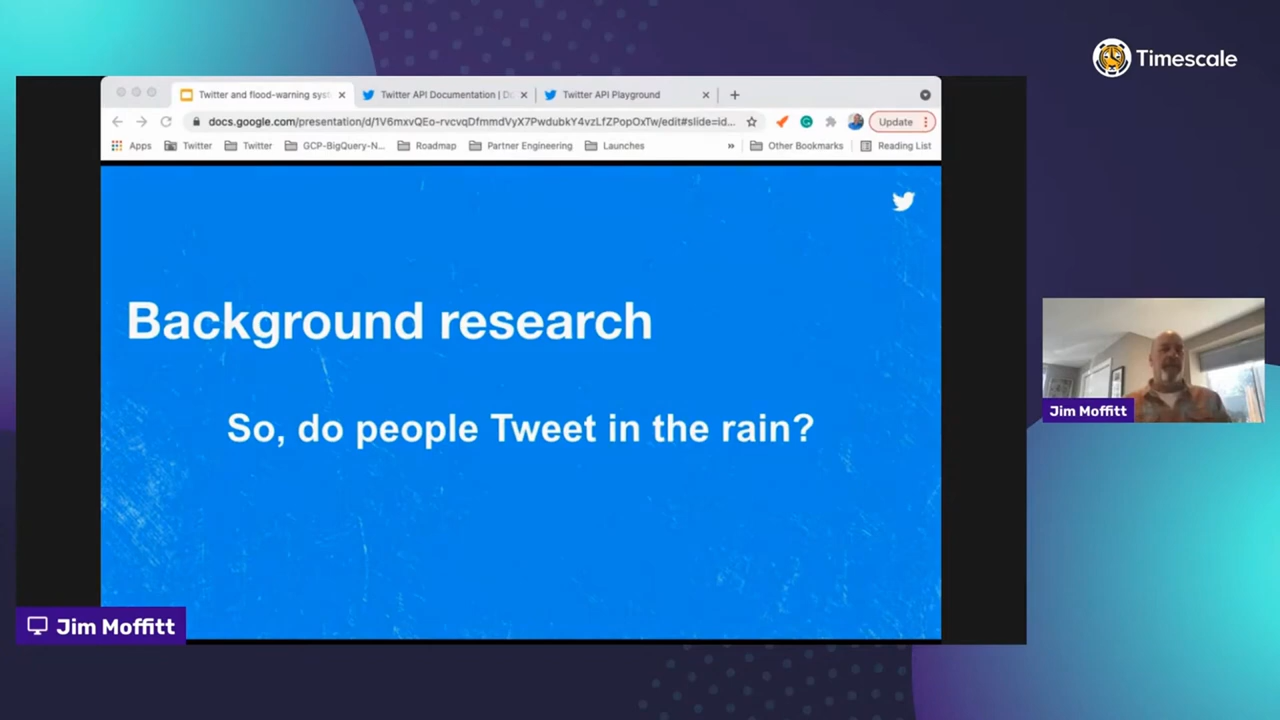 Timescale
Twitter and flood-warning syst
Twitter API Documentation | Do
Twitter API Playground
docs.google.com/presentation/d/1V6mxvQEo-rvcvqDfmmdVyX7PwdubkY4vzLfZPopOxTw/edit#slide=id...
Update
Apps
Twitter
Twitter
GCP-BigQuery-N...
Roadmap
Partner Engineering
Launches
Other Bookmarks
Reading List
Background research
So, do people Tweet in the rain?
Jim Moffitt
Jim Moffitt